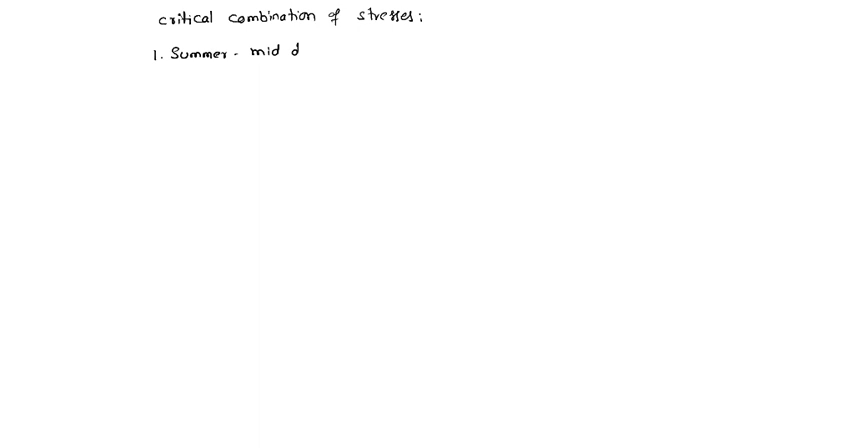 critical combination of stresses:
1. Summer - mid d